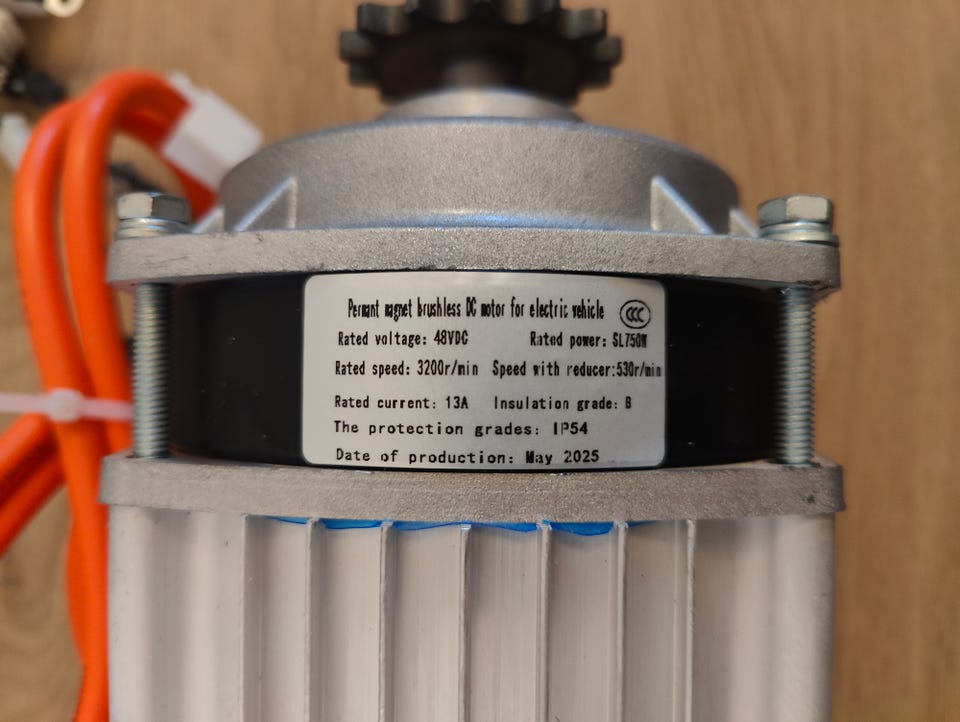 Permant magnet brushless DC motor for electric vehicle CCC
Rated voltage: 48VDC Rated power: SL750W
Rated speed: 3200r/min Speed with reducer:530r/min
Rated current: 13A Insulation grade: B
The protection grades: IP54
Date of production: May 2025